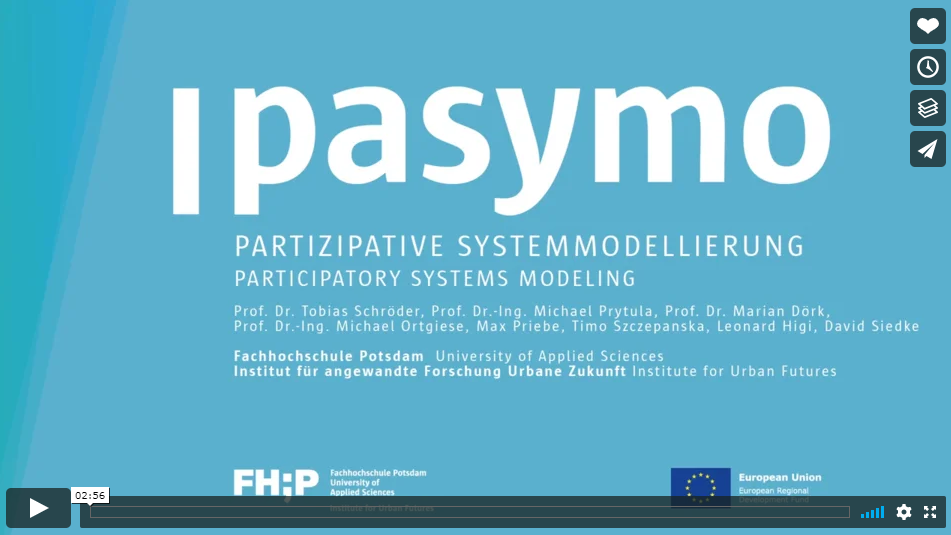 pasymo
PARTIZIPATIVE SYSTEMMODELLIERUNG
PARTICIPATORY SYSTEMS MODELING
Prof. Dr. Tobias Schröder, Prof. Dr.-Ing. Michael Prytula, Prof. Dr. Marian Dörk,
Prof. Dr.-Ing. Michael Ortgiese, Max Priebe, Timo Szczepanska, Leonard Higi, David Siedke
Fachhochschule Potsdam University of Applied Sciences
Institut für angewandte Forschung Urbane Zukunft Institute for Urban Futures
FH;P
Fachhochschule Potsdam
University of
Applied Sciences
Institute for Urban Futures
European Union
European Regional
Development Fund
02:56